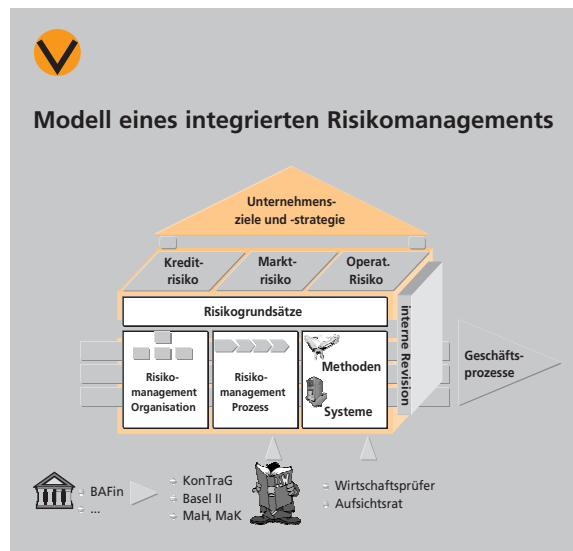 Modell eines integrierten Risikomanagements
Unternehmens-
ziele und -strategie
Kredit-
risiko
Markt-
risiko
Operat.
Risiko
Risikogrundsätze
interne Revision
Risiko-
management
Organisation
Risiko-
management
Prozess
Methoden
Systeme
Geschäfts-
prozesse
BAFin
...
KonTraG
Basel II
MaH, MaK
Wirtschaftsprüfer
Aufsichtsrat